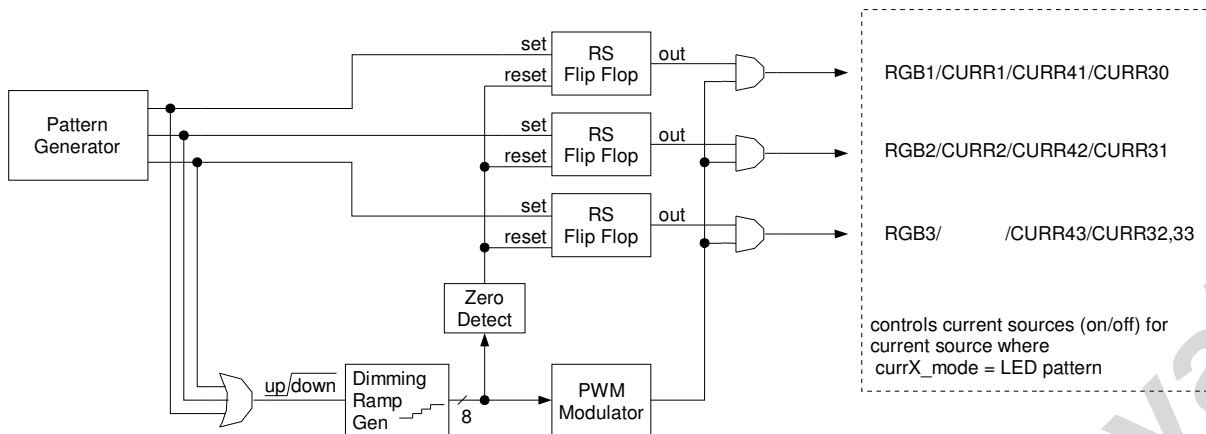 Pattern
Generator
set
reset
RS
Flip Flop
out
RGB1/CURR1/CURR41/CURR30
set
reset
RS
Flip Flop
out
RGB2/CURR2/CURR42/CURR31
set
reset
RS
Flip Flop
out
RGB3/ /CURR43/CURR32,33
Zero
Detect
up/down
Dimming
Ramp
Gen
8
PWM
Modulator
controls current sources (on/off) for
current source where
currX_mode = LED pattern